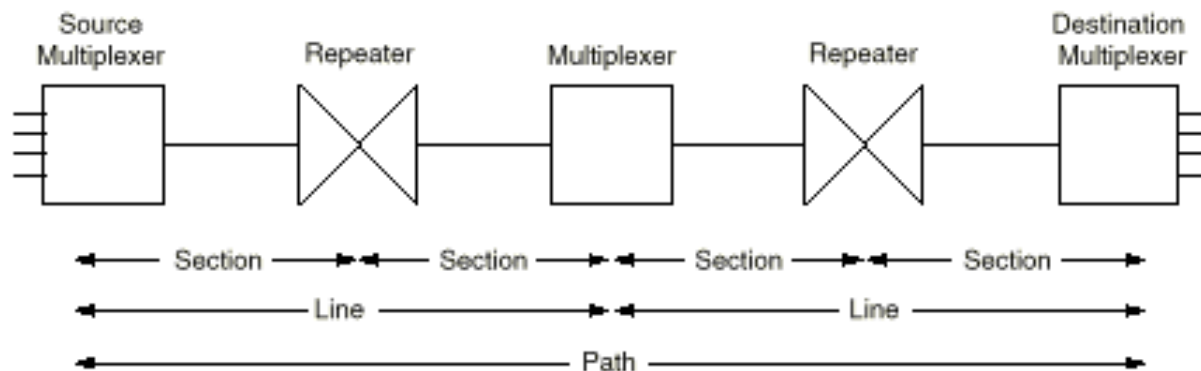 Source
Multiplexer
Repeater
Multiplexer
Repeater
Destination
Multiplexer
Section
Section
Section
Section
Line
Line
Path